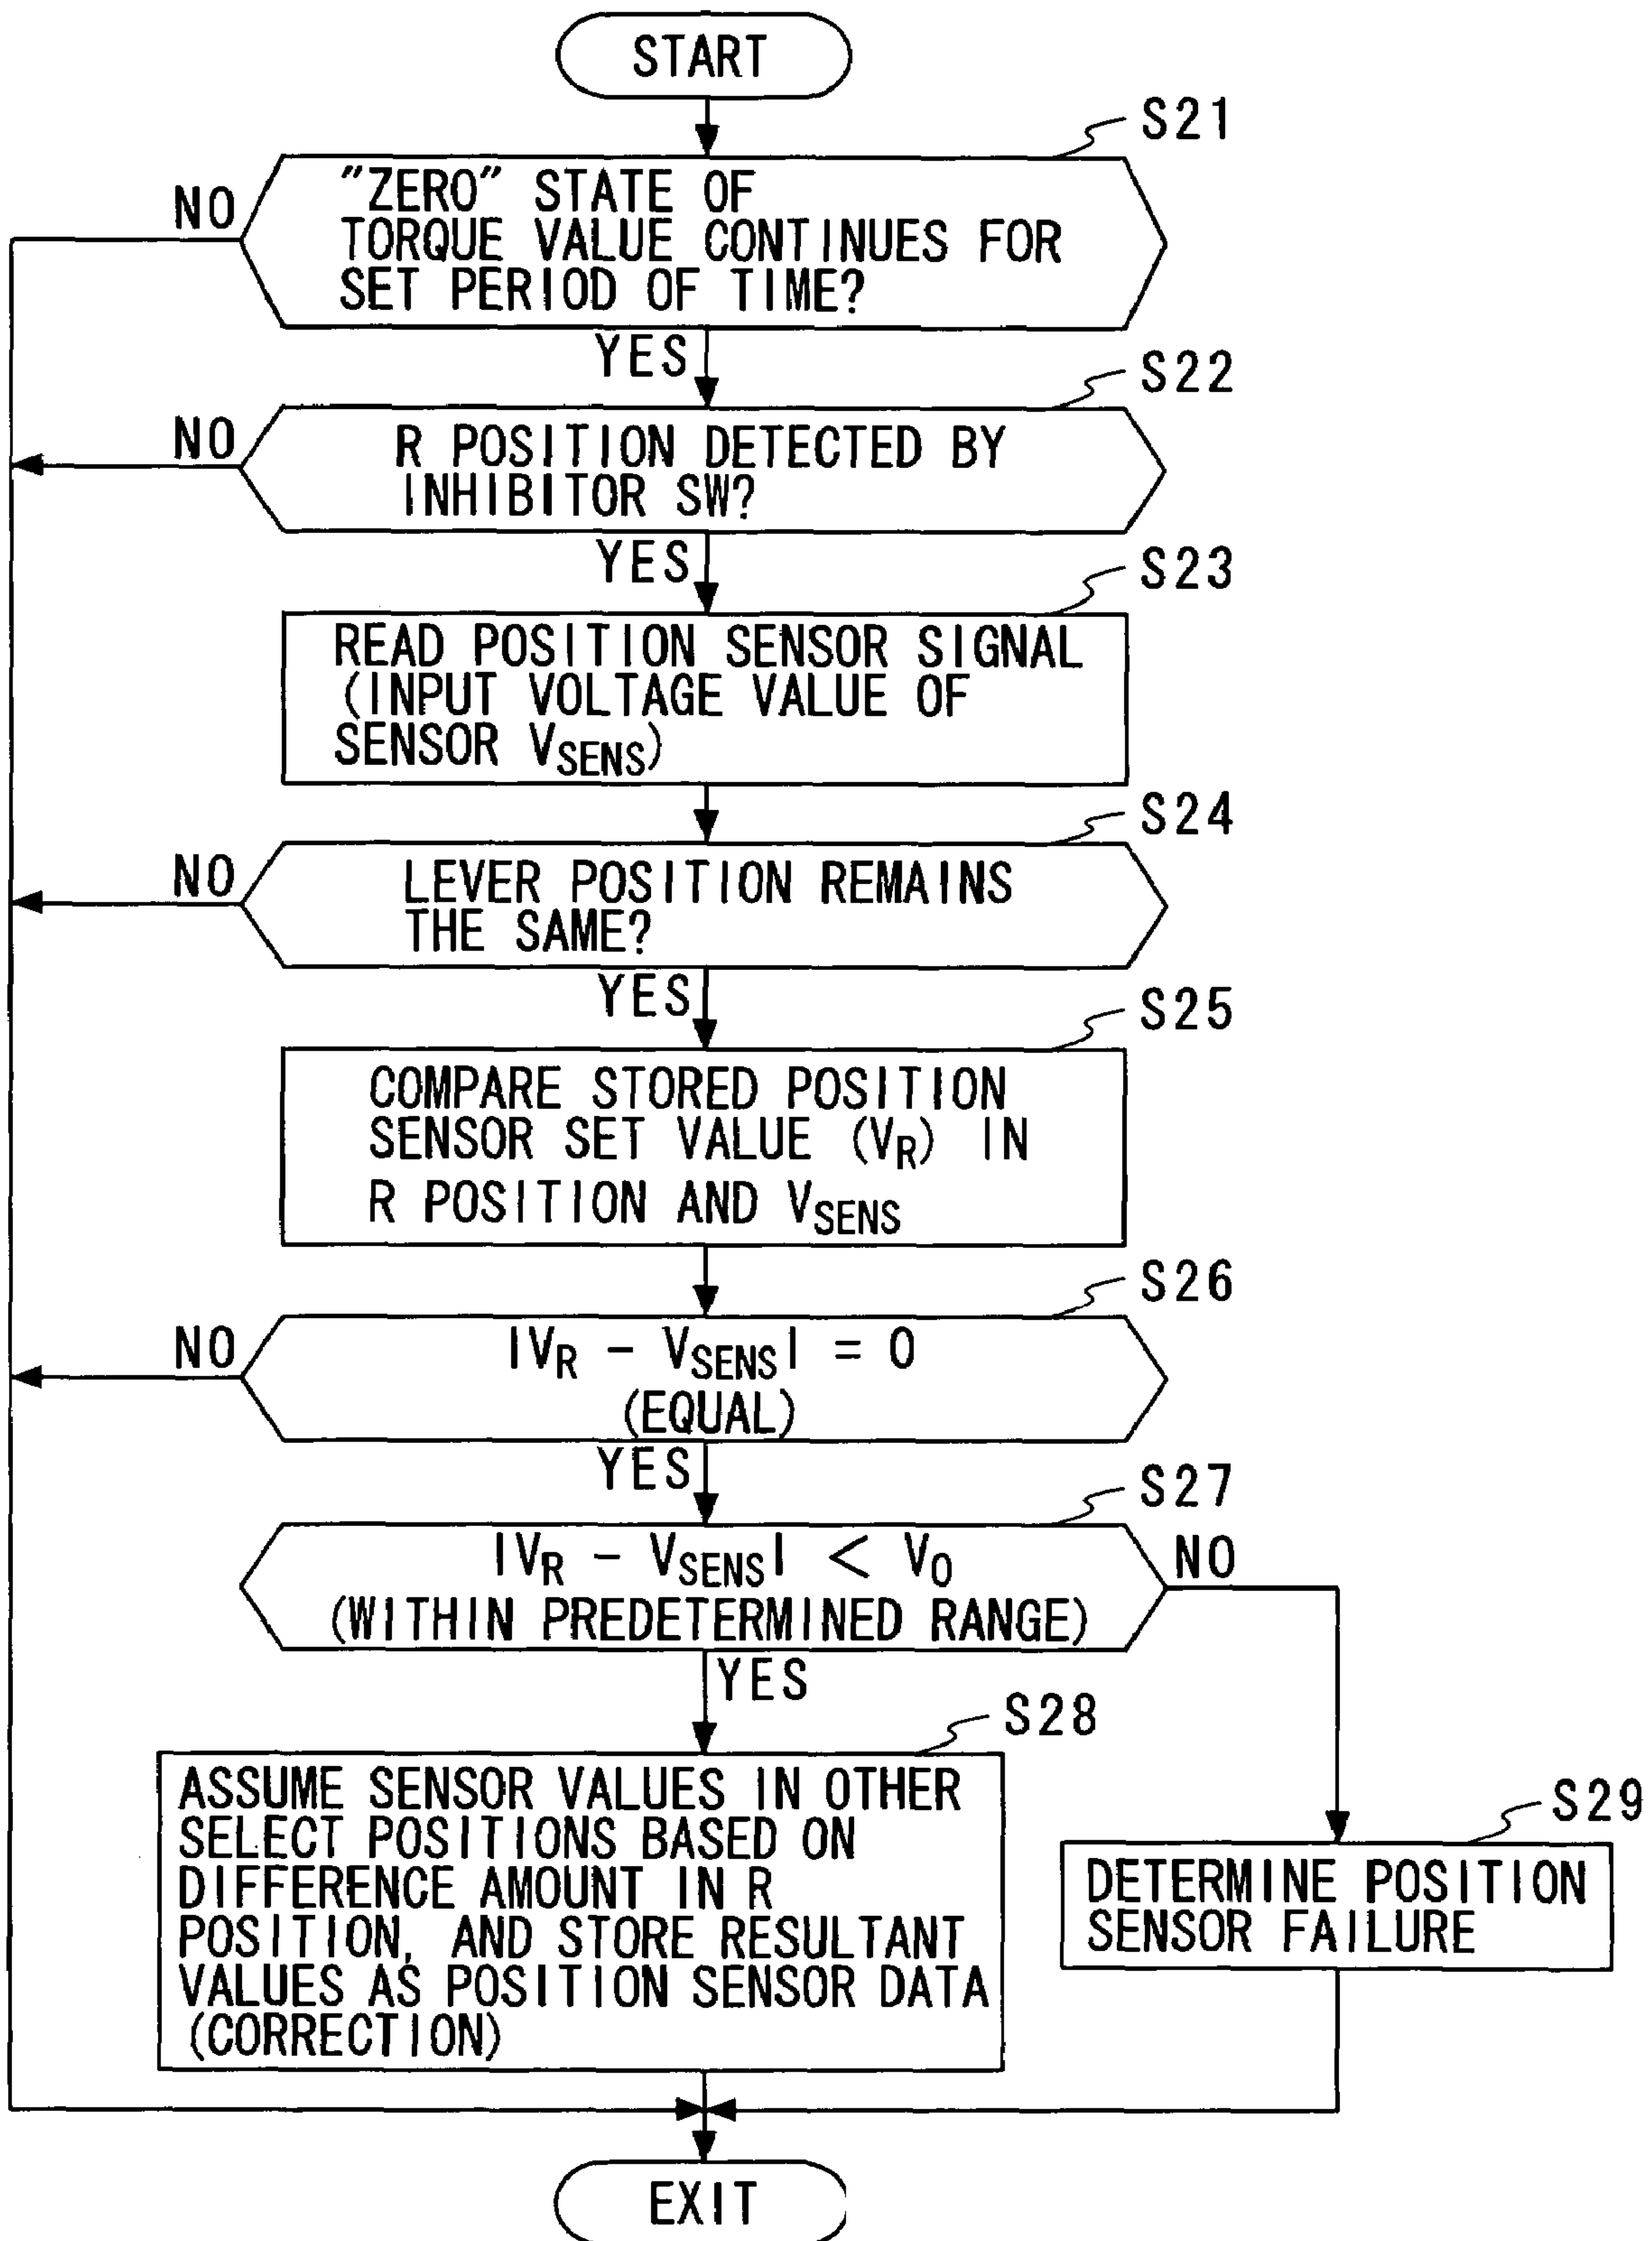 START
S21
"ZERO" STATE OF
TORQUE VALUE CONTINUES FOR
SET PERIOD OF TIME?
NO
YES
S22
R POSITION DETECTED BY
INHIBITOR SW?
NO
YES
S23
READ POSITION SENSOR SIGNAL
(INPUT VOLTAGE VALUE OF
SENSOR VSENS)
S24
LEVER POSITION REMAINS
THE SAME?
NO
YES
S25
COMPARE STORED POSITION
SENSOR SET VALUE (VR) IN
R POSITION AND VSENS
S26
|VR - VSENS| = 0
(EQUAL)
NO
YES
S27
|VR - VSENS| < V0
(WITHIN PREDETERMINED RANGE)
NO
YES
S28
ASSUME SENSOR VALUES IN OTHER
SELECT POSITIONS BASED ON
DIFFERENCE AMOUNT IN R
POSITION, AND STORE RESULTANT
VALUES AS POSITION SENSOR DATA
(CORRECTION)
S29
DETERMINE POSITION
SENSOR FAILURE
EXIT